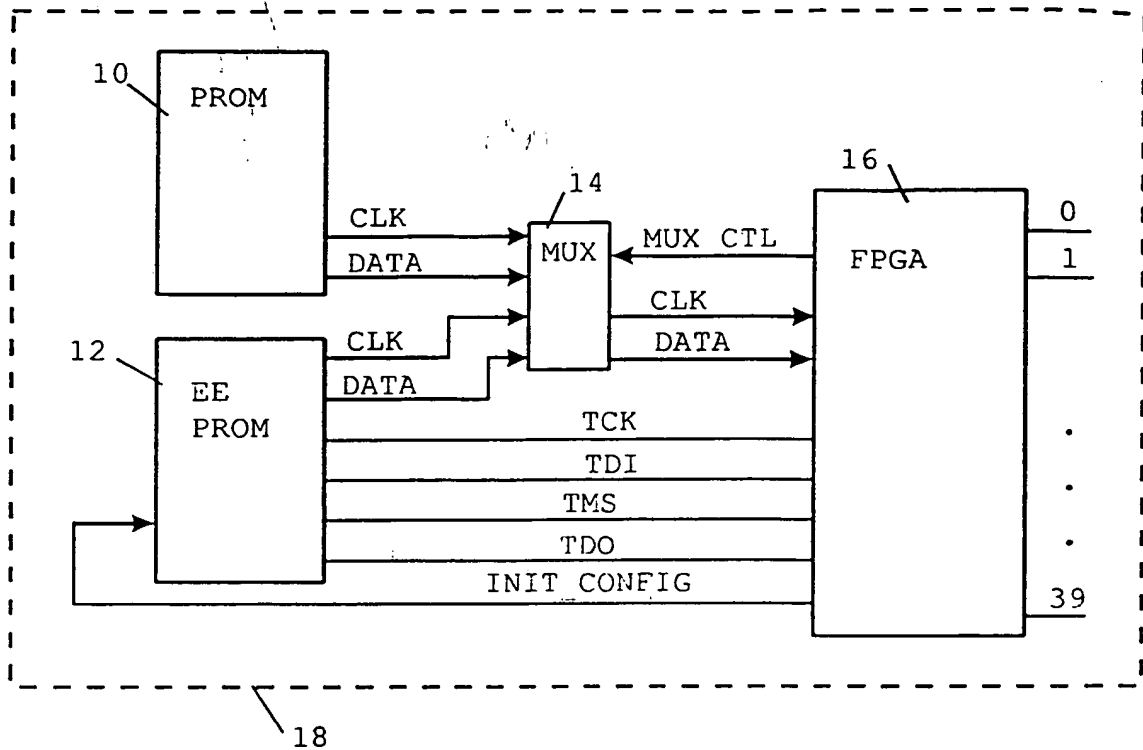 10
PROM
CLK
DATA
14
MUX
MUX CTL
CLK
DATA
16
FPGA
0
1
39
12
EE
PROM
CLK
DATA
TCK
TDI
TMS
TDO
INIT CONFIG
18